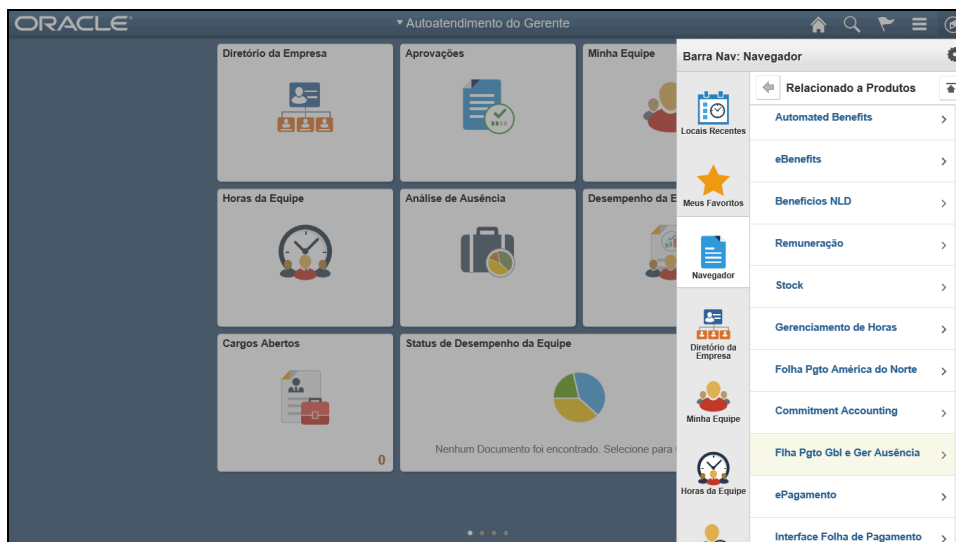 ORACLE
Autoatendimento do Gerente
Diretório da Empresa
Aprovações
Minha Equipe
Horas da Equipe
Análise de Ausência
Desempenho da E
Cargos Abertos
0
Status de Desempenho da Equipe
Nenhum Documento foi encontrado. Selecione para
Barra Nav: Navegador
Locais Recentes
Meus Favoritos
Navegador
Diretório da
Empresa
Minha Equipe
Horas da Equipe
Relacionado a Produtos
Automated Benefits
eBenefits
Benefícios NLD
Remuneração
Stock
Gerenciamento de Horas
Folha Pgto América do Norte
Commitment Accounting
Flha Pgto Gbl e Ger Ausência
ePagamento
Interface Folha de Pagamento